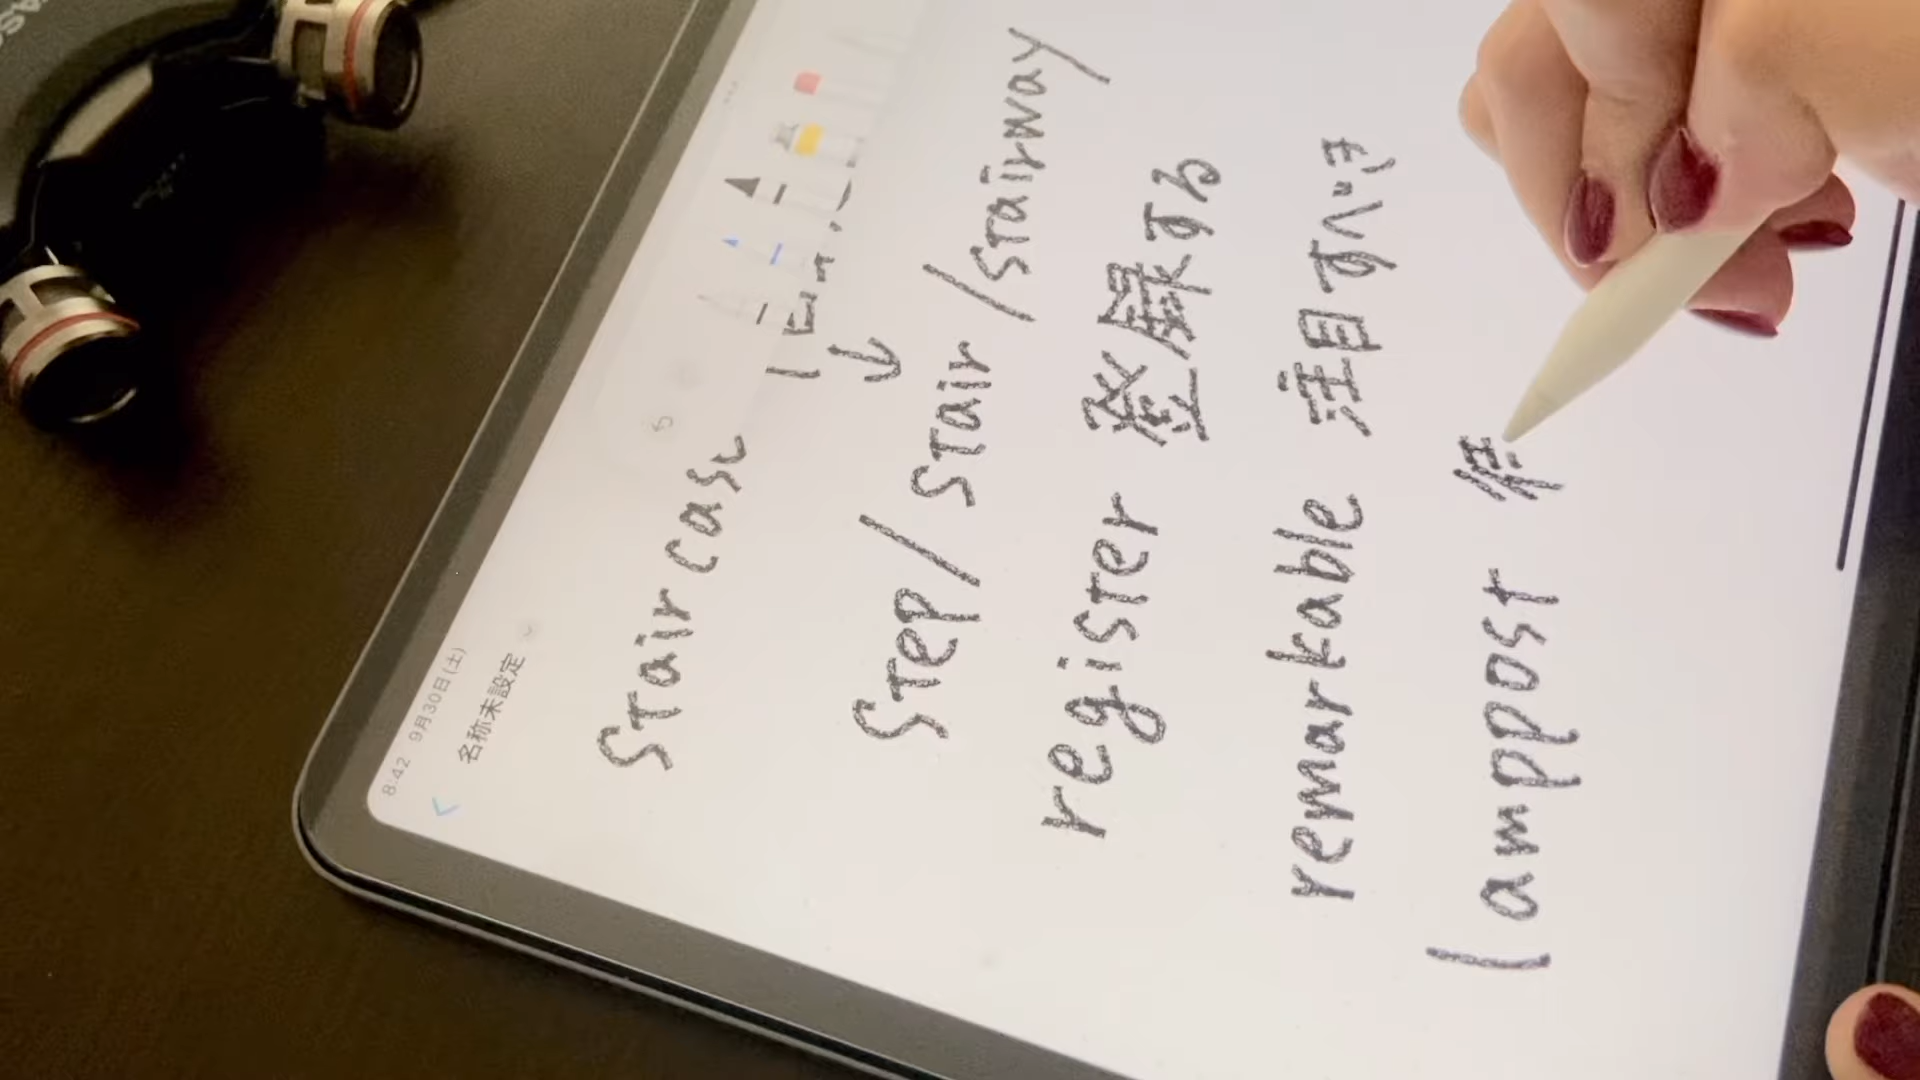 8:42 9月30日(土)
名称未設定
Staircase
↓
Step/Stair/Stairway
register 登録する
remarkable 注目すべき
lamppost 街